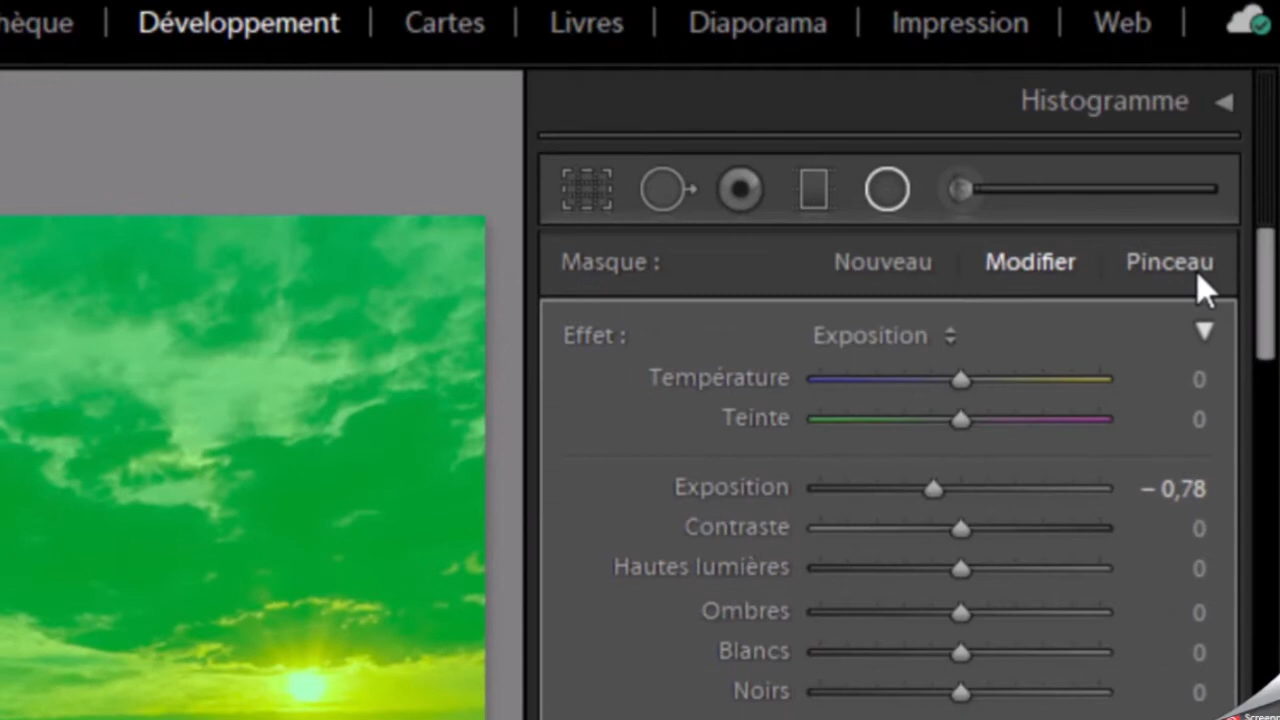 hèque | Développement | Cartes | Livres | Diaporama | Impression | Web |
Histogramme
Masque : Nouveau Modifier Pinceau
Effet : Exposition
Température 0
Teinte 0
Exposition – 0,78
Contraste 0
Hautes lumières 0
Ombres 0
Blancs 0
Noirs 0